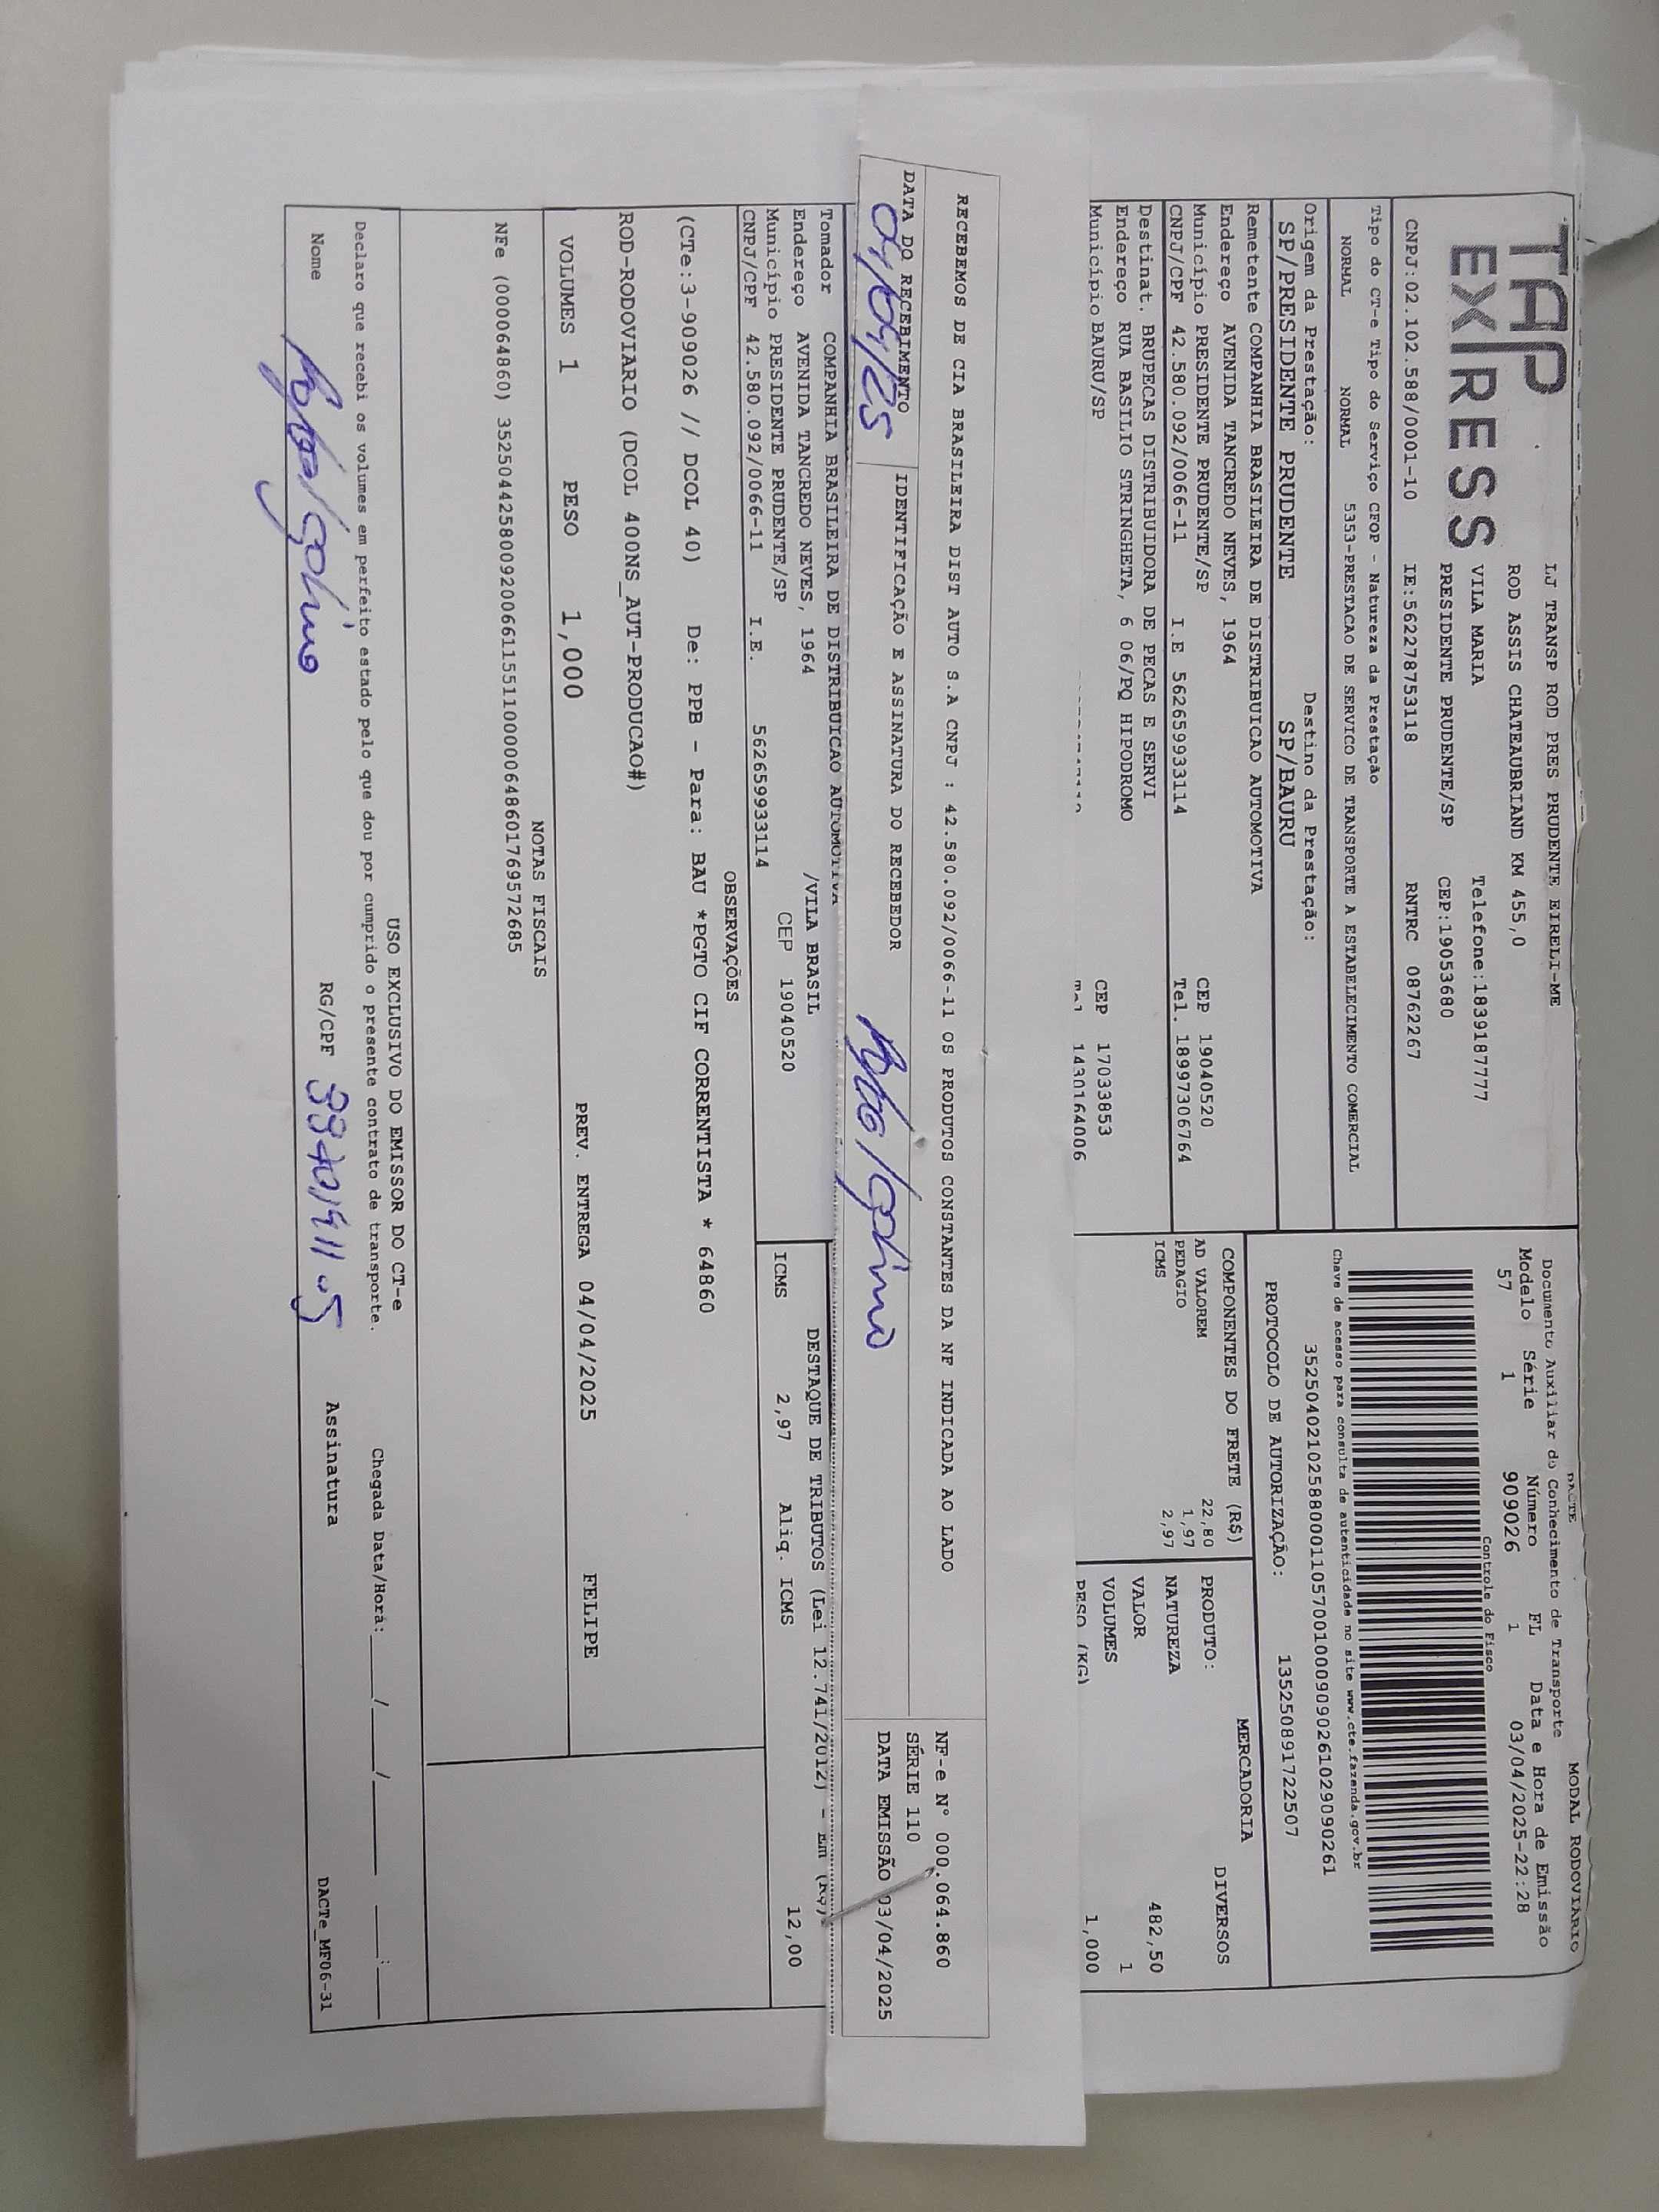 TAP
EXPRESS
LJ TRANSP ROD PRES PRUDENTE EIRELI-ME
ROD ASSIS CHATEAUBRIAND KM 455,0
VILA MARIA Telefone:1839187777
PRESIDENTE PRUDENTE/SP CEP:19053680
CNPJ:02.102.588/0001-10 IE:562278753118 RNTRC 08762267
DACTE MODAL RODOVIARIO
Documento Auxiliar do Conhecimento de Transporte
Modelo Série Número FL Data e Hora de Emissão
57 1 909026 1 03/04/2025-22:28
Controle do Fisco
Chave de acesso para consulta de autenticidade no site www.cte.fazenda.gov.br
35250402102588000110570010009090261029090261
PROTOCOLO DE AUTORIZAÇÃO: 135250891722507
Tipo do CT-e Tipo do Serviço CFOP - Natureza da Prestação
NORMAL NORMAL 5353-PRESTACAO DE SERVICO DE TRANSPORTE A ESTABELECIMENTO COMERCIAL
Origem da Prestação: Destino da Prestação:
SP/PRESIDENTE PRUDENTE SP/BAURU
Remetente COMPANHIA BRASILEIRA DE DISTRIBUICAO AUTOMOTIVA
Endereço AVENIDA TANCREDO NEVES, 1964
Município PRESIDENTE PRUDENTE/SP CEP 19040520
CNPJ/CPF 42.580.092/0066-11 I.E 562659933114 Tel. 18997306764
Destinat. BRUPECAS DISTRIBUIDORA DE PECAS E SERVI
Endereço RUA BASILIO STRINGHETA, 6 06/PQ HIPODROMO
Município BAURU/SP CEP 17033853
Tel 1430164006
COMPONENTES DO FRETE (R$)
AD VALOREM 22,80
PEDAGIO 1,97
ICMS 2,97
MERCADORIA
PRODUTO: DIVERSOS
NATUREZA
VALOR 482,50
VOLUMES 1
PESO (KG) 1,000
RECEBEMOS DE CIA BRASILEIRA DIST AUTO S.A CNPJ : 42.580.092/0066-11 OS PRODUTOS CONSTANTES DA NF INDICADA AO LADO
DATA DO RECEBIMENTO IDENTIFICAÇÃO E ASSINATURA DO RECEBEDOR
04/04/25
NF-e Nº 000.064.860
SÉRIE 110
DATA EMISSÃO 03/04/2025
Tomador COMPANHIA BRASILEIRA DE DISTRIBUICAO AUTOMOTIVA
Endereço AVENIDA TANCREDO NEVES, 1964 /VILA BRASIL
Município PRESIDENTE PRUDENTE/SP CEP 19040520
CNPJ/CPF 42.580.092/0066-11 I.E. 562659933114
DESTAQUE DE TRIBUTOS (Lei 12.741/2012) - Em (R$)
ICMS 2,97 Aliq. ICMS 12,00
OBSERVAÇÕES
(CTe:3-909026 // DCOL 40) De: PPB - Para: BAU *PGTO CIF CORRENTISTA * 64860
ROD-RODOVIARIO (DCOL 400NS_AUT-PRODUCAO#)
VOLUMES 1 PESO 1,000 PREV. ENTREGA 04/04/2025 FELIPE
NOTAS FISCAIS
NFe (000064860) 35250442580092006611551100000648601769572685
USO EXCLUSIVO DO EMISSOR DO CT-e
Declaro que recebi os volumes em perfeito estado pelo que dou por cumprido o presente contrato de transporte. Chegada Data/Hora:____/____/______ ____:____
Nome RG/CPF Assinatura DACTe_MF06-31